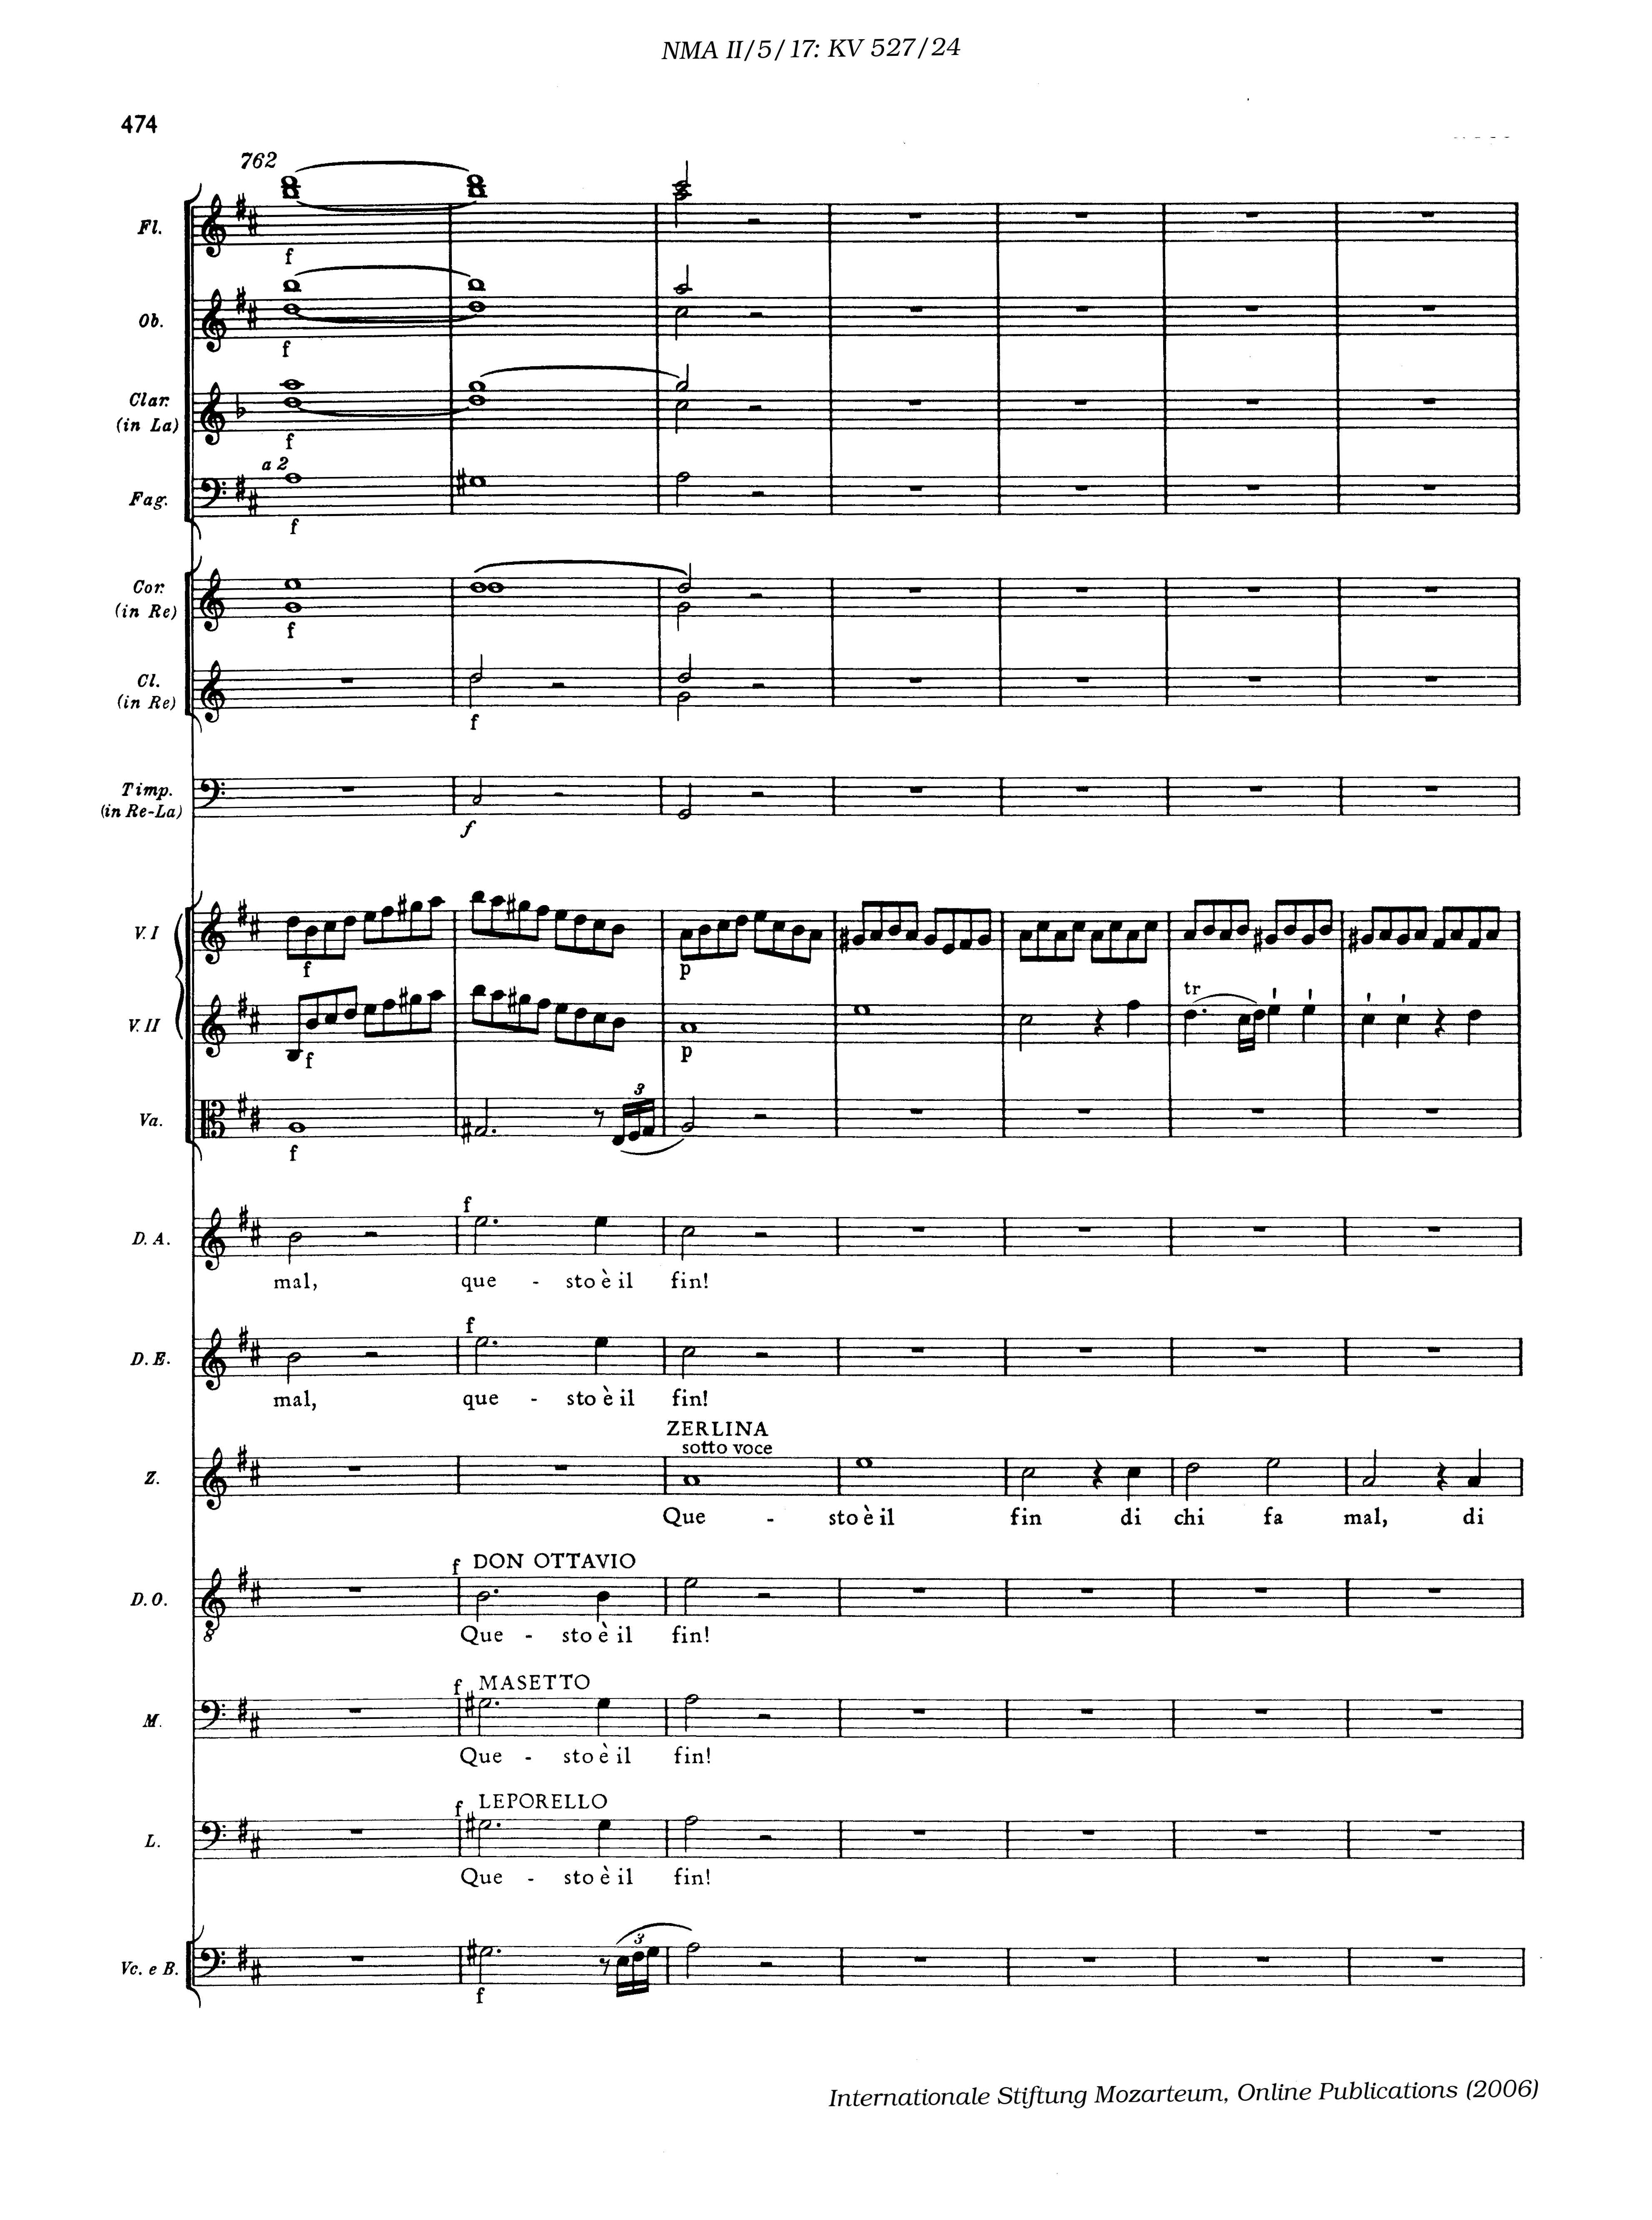 NMA II/5/17: KV 527/24
474
762
Fl.
f
Ob.
f
Clar.
(in La)
f
a 2
Fag.
f
Cor.
(in Re)
f
Cl.
(in Re)
f
Timp.
(in Re-La)
f
V. I
f p
tr
V. II
f p
3
Va.
f
f
D. A.
mal, que - sto è il fin!
f
D. E.
mal, que - sto è il fin!
ZERLINA
sotto voce
Z.
Que - sto è il fin di chi fa mal, di
f DON OTTAVIO
D. O.
8
Que - sto è il fin!
f MASETTO
M.
Que - sto è il fin!
f LEPORELLO
L.
Que - sto è il fin!
3
Vc. e B.
f
Internationale Stiftung Mozarteum, Online Publications (2006)